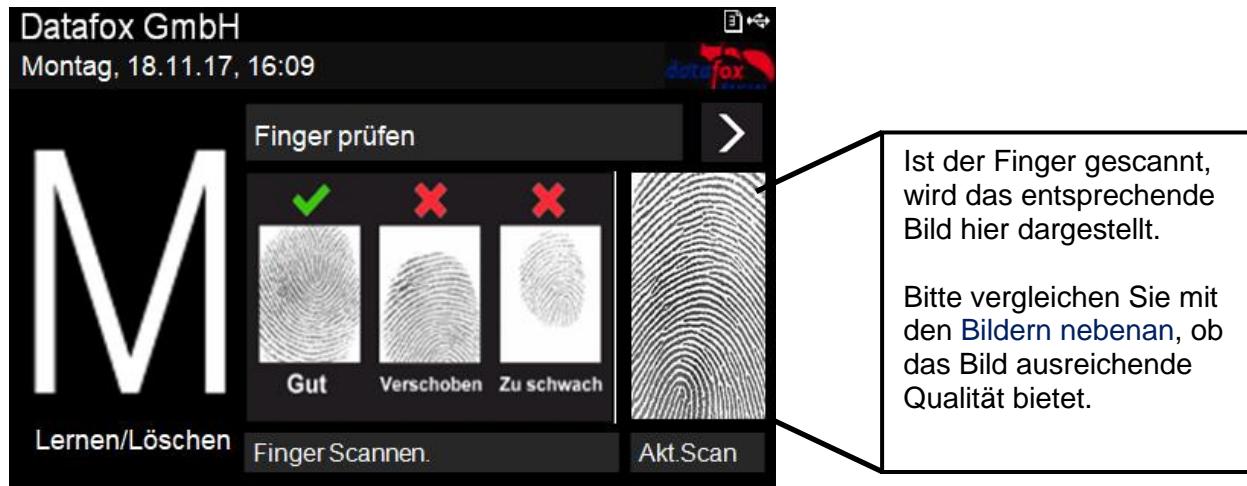 Datafox GmbH
Montag, 18.11.17, 16:09
datafox
Finger prüfen
M
Gut
Verschoben
Zu schwach
Lernen/Löschen
Finger Scannen.
Akt.Scan
Ist der Finger gescannt,
wird das entsprechende
Bild hier dargestellt.
Bitte vergleichen Sie mit
den Bildern nebenan, ob
das Bild ausreichende
Qualität bietet.